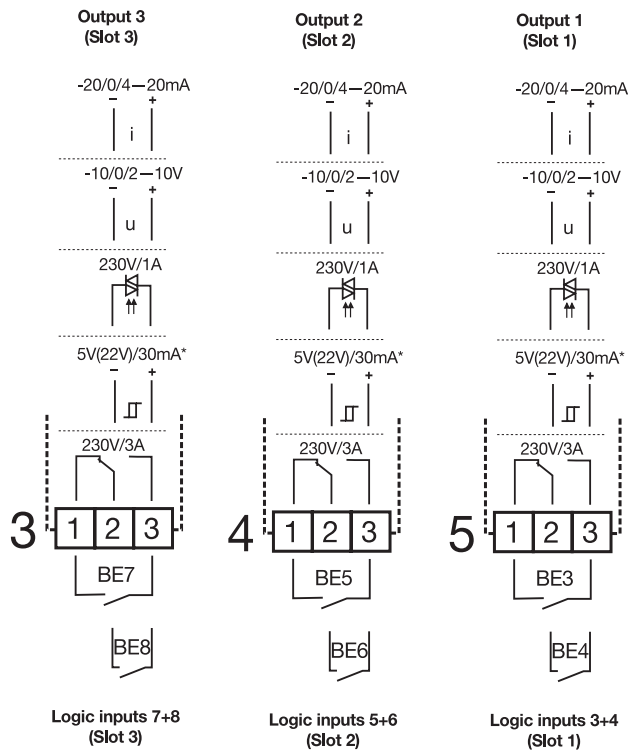 Output 3
(Slot 3)
Output 2
(Slot 2)
Output 1
(Slot 1)
-20/0/4—20mA
-20/0/4—20mA
-20/0/4—20mA
– +
– +
– +
i
i
i
-10/0/2—10V
-10/0/2—10V
-10/0/2—10V
– +
– +
– +
u
u
u
230V/1A
230V/1A
230V/1A
5V(22V)/30mA*
5V(22V)/30mA*
5V(22V)/30mA*
– +
– +
– +
230V/3A
230V/3A
230V/3A
3 1 2 3
4 1 2 3
5 1 2 3
BE7
BE5
BE3
BE8
BE6
BE4
Logic inputs 7+8
(Slot 3)
Logic inputs 5+6
(Slot 2)
Logic inputs 3+4
(Slot 1)